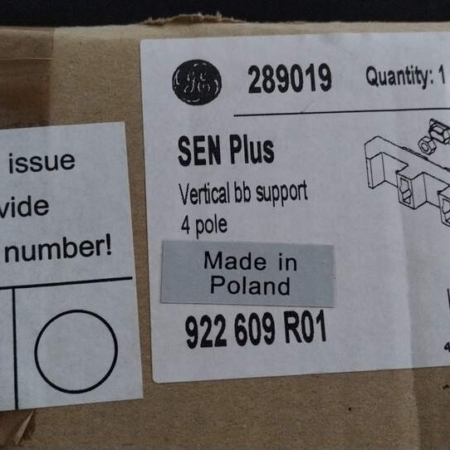 issue
vide
number!
GE
289019 Quantity: 1
SEN Plus
Vertical bb support
4 pole
Made in
Poland
922 609 R01